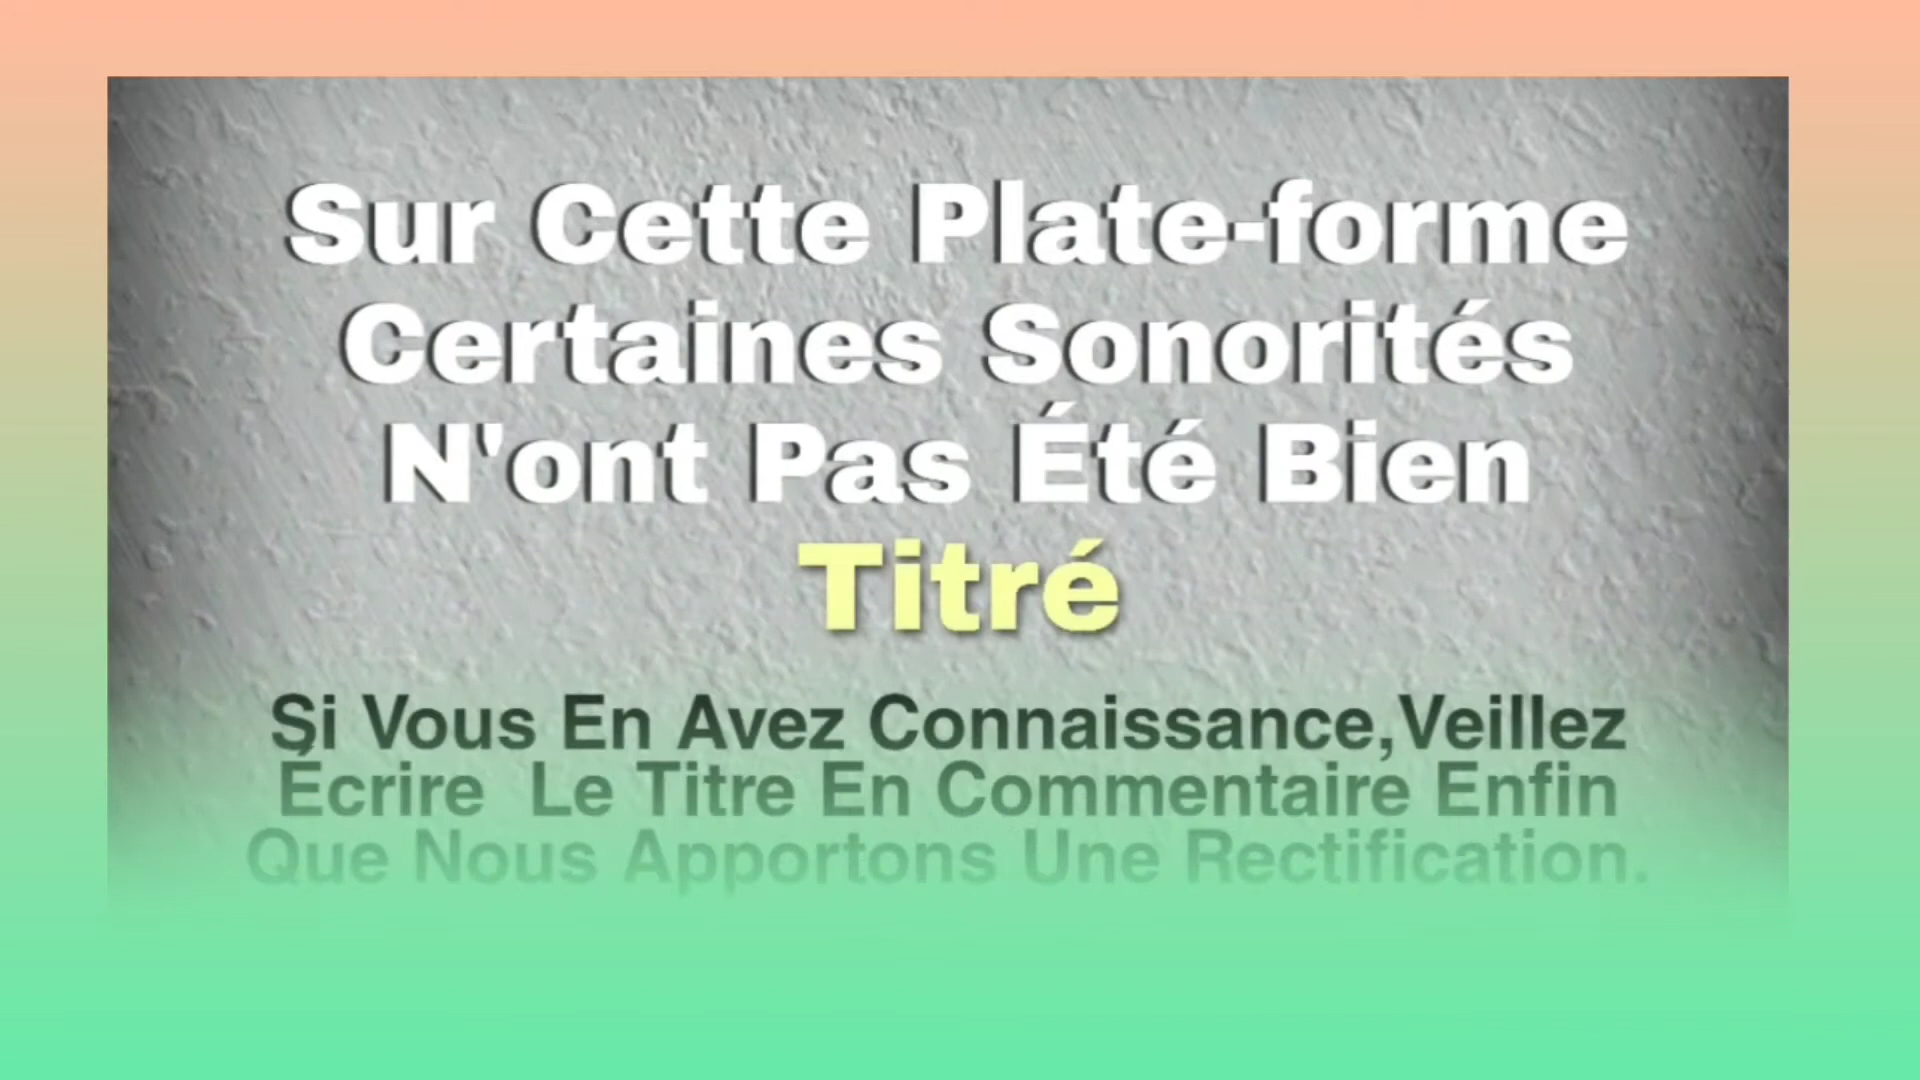 Sur Cette Plate-forme
Certaines Sonorités
N'ont Pas Été Bien
Titré
Si Vous En Avez Connaissance,Veillez
Écrire  Le Titre En Commentaire Enfin
Que Nous Apportons Une Rectification.